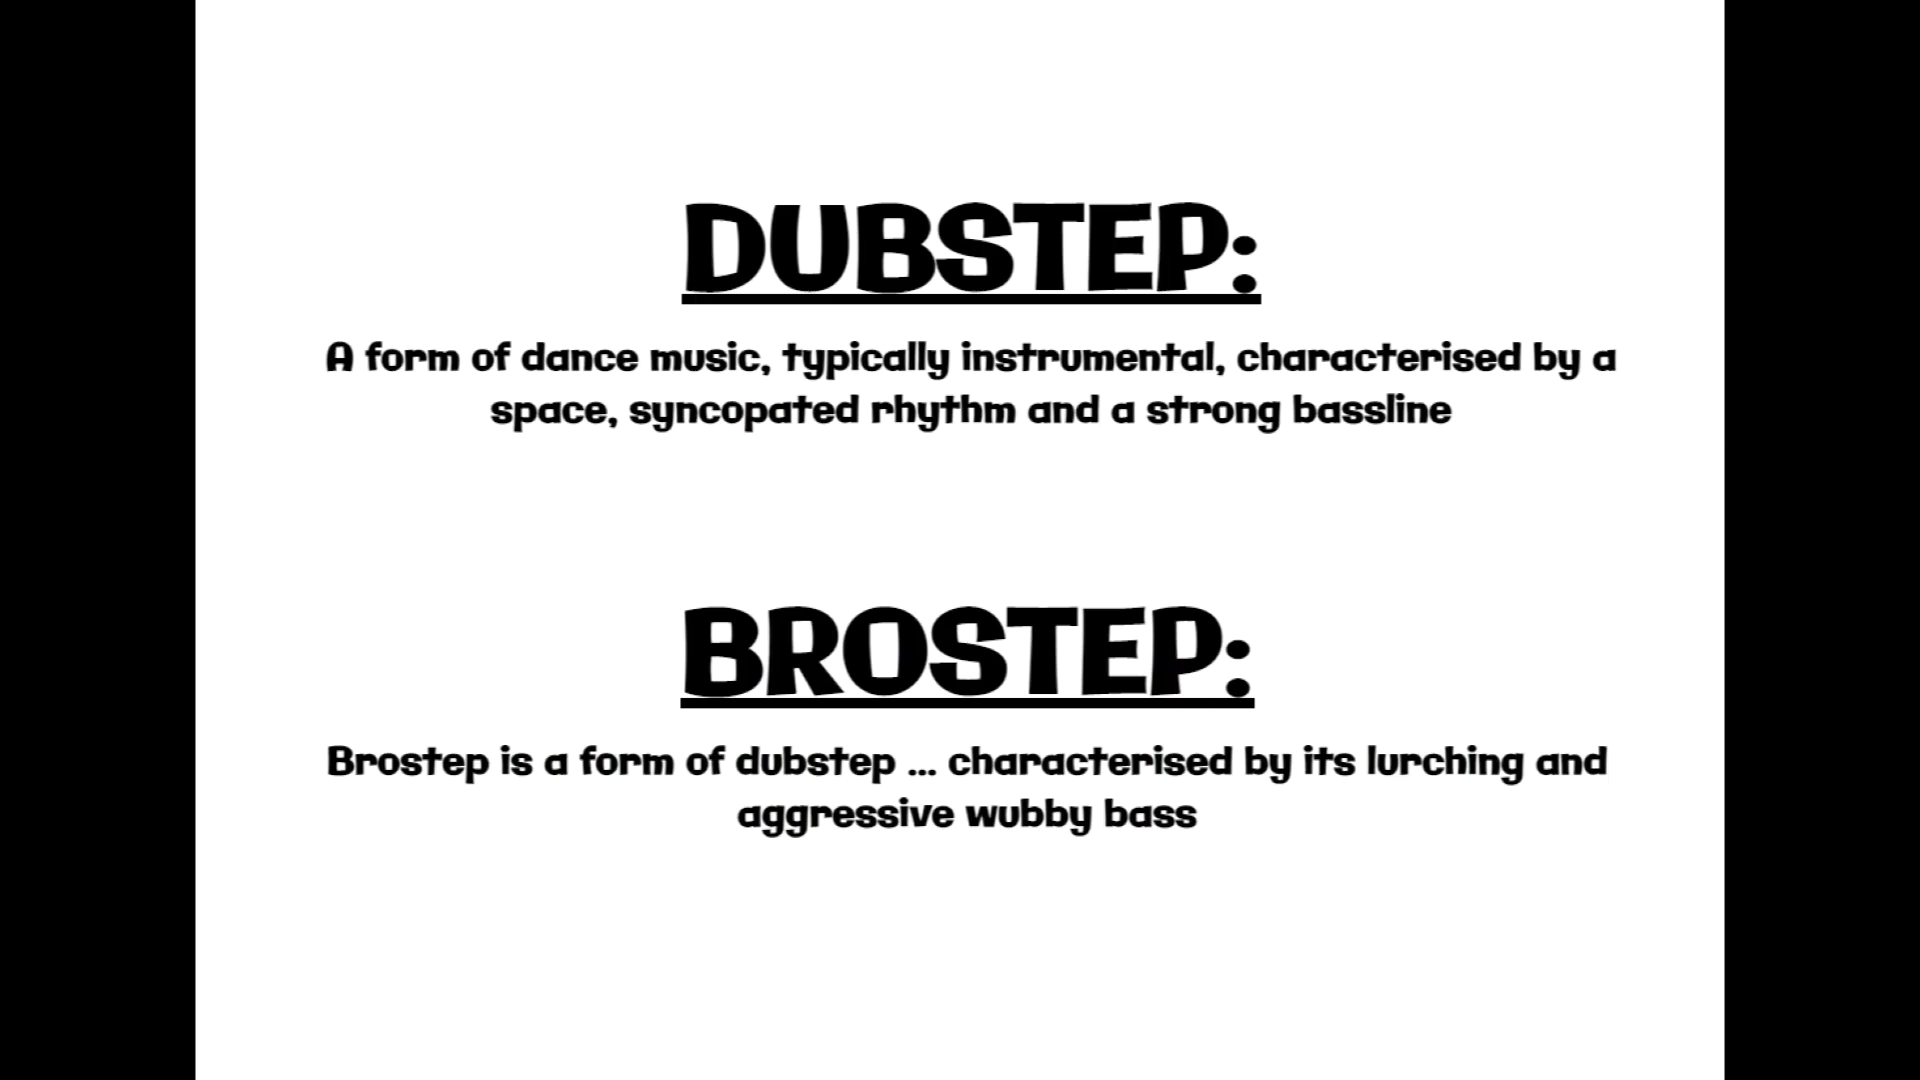 DUBSTEP:
A form of dance music, typically instrumental, characterised by a
space, syncopated rhythm and a strong bassline
BROSTEP:
Brostep is a form of dubstep ... characterised by its lurching and
aggressive wubby bass